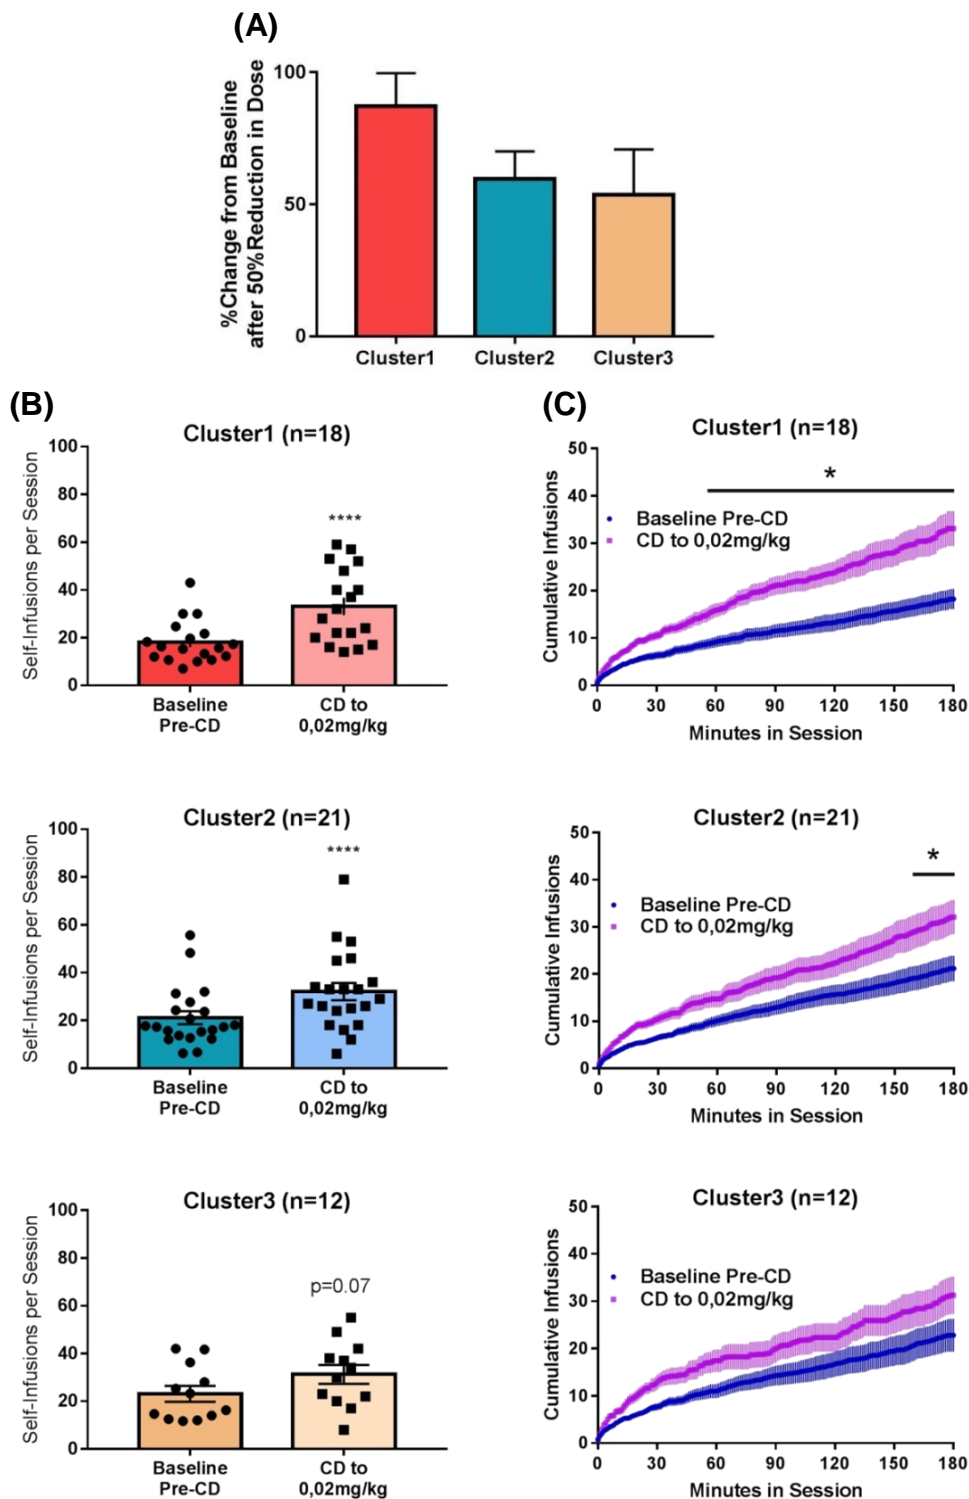 (A)
%Change from Baseline
after 50%Reduction in Dose
100
50
0
Cluster1
Cluster2
Cluster3
(B)
Cluster1 (n=18)
Self-Infusions per Session
100
80
60
40
20
0
****
Baseline
Pre-CD
CD to
0,02mg/kg
(C)
Cluster1 (n=18)
Cumulative Infusions
50
40
30
20
10
0
*
Baseline Pre-CD
CD to 0,02mg/kg
0 30 60 90 120 150 180
Minutes in Session
Cluster2 (n=21)
Self-Infusions per Session
100
80
60
40
20
0
****
Baseline
Pre-CD
CD to
0,02mg/kg
Cluster2 (n=21)
Cumulative Infusions
50
40
30
20
10
0
*
Baseline Pre-CD
CD to 0,02mg/kg
0 30 60 90 120 150 180
Minutes in Session
Cluster3 (n=12)
Self-Infusions per Session
100
80
60
40
20
0
p=0.07
Baseline
Pre-CD
CD to
0,02mg/kg
Cluster3 (n=12)
Cumulative Infusions
50
40
30
20
10
0
Baseline Pre-CD
CD to 0,02mg/kg
0 30 60 90 120 150 180
Minutes in Session